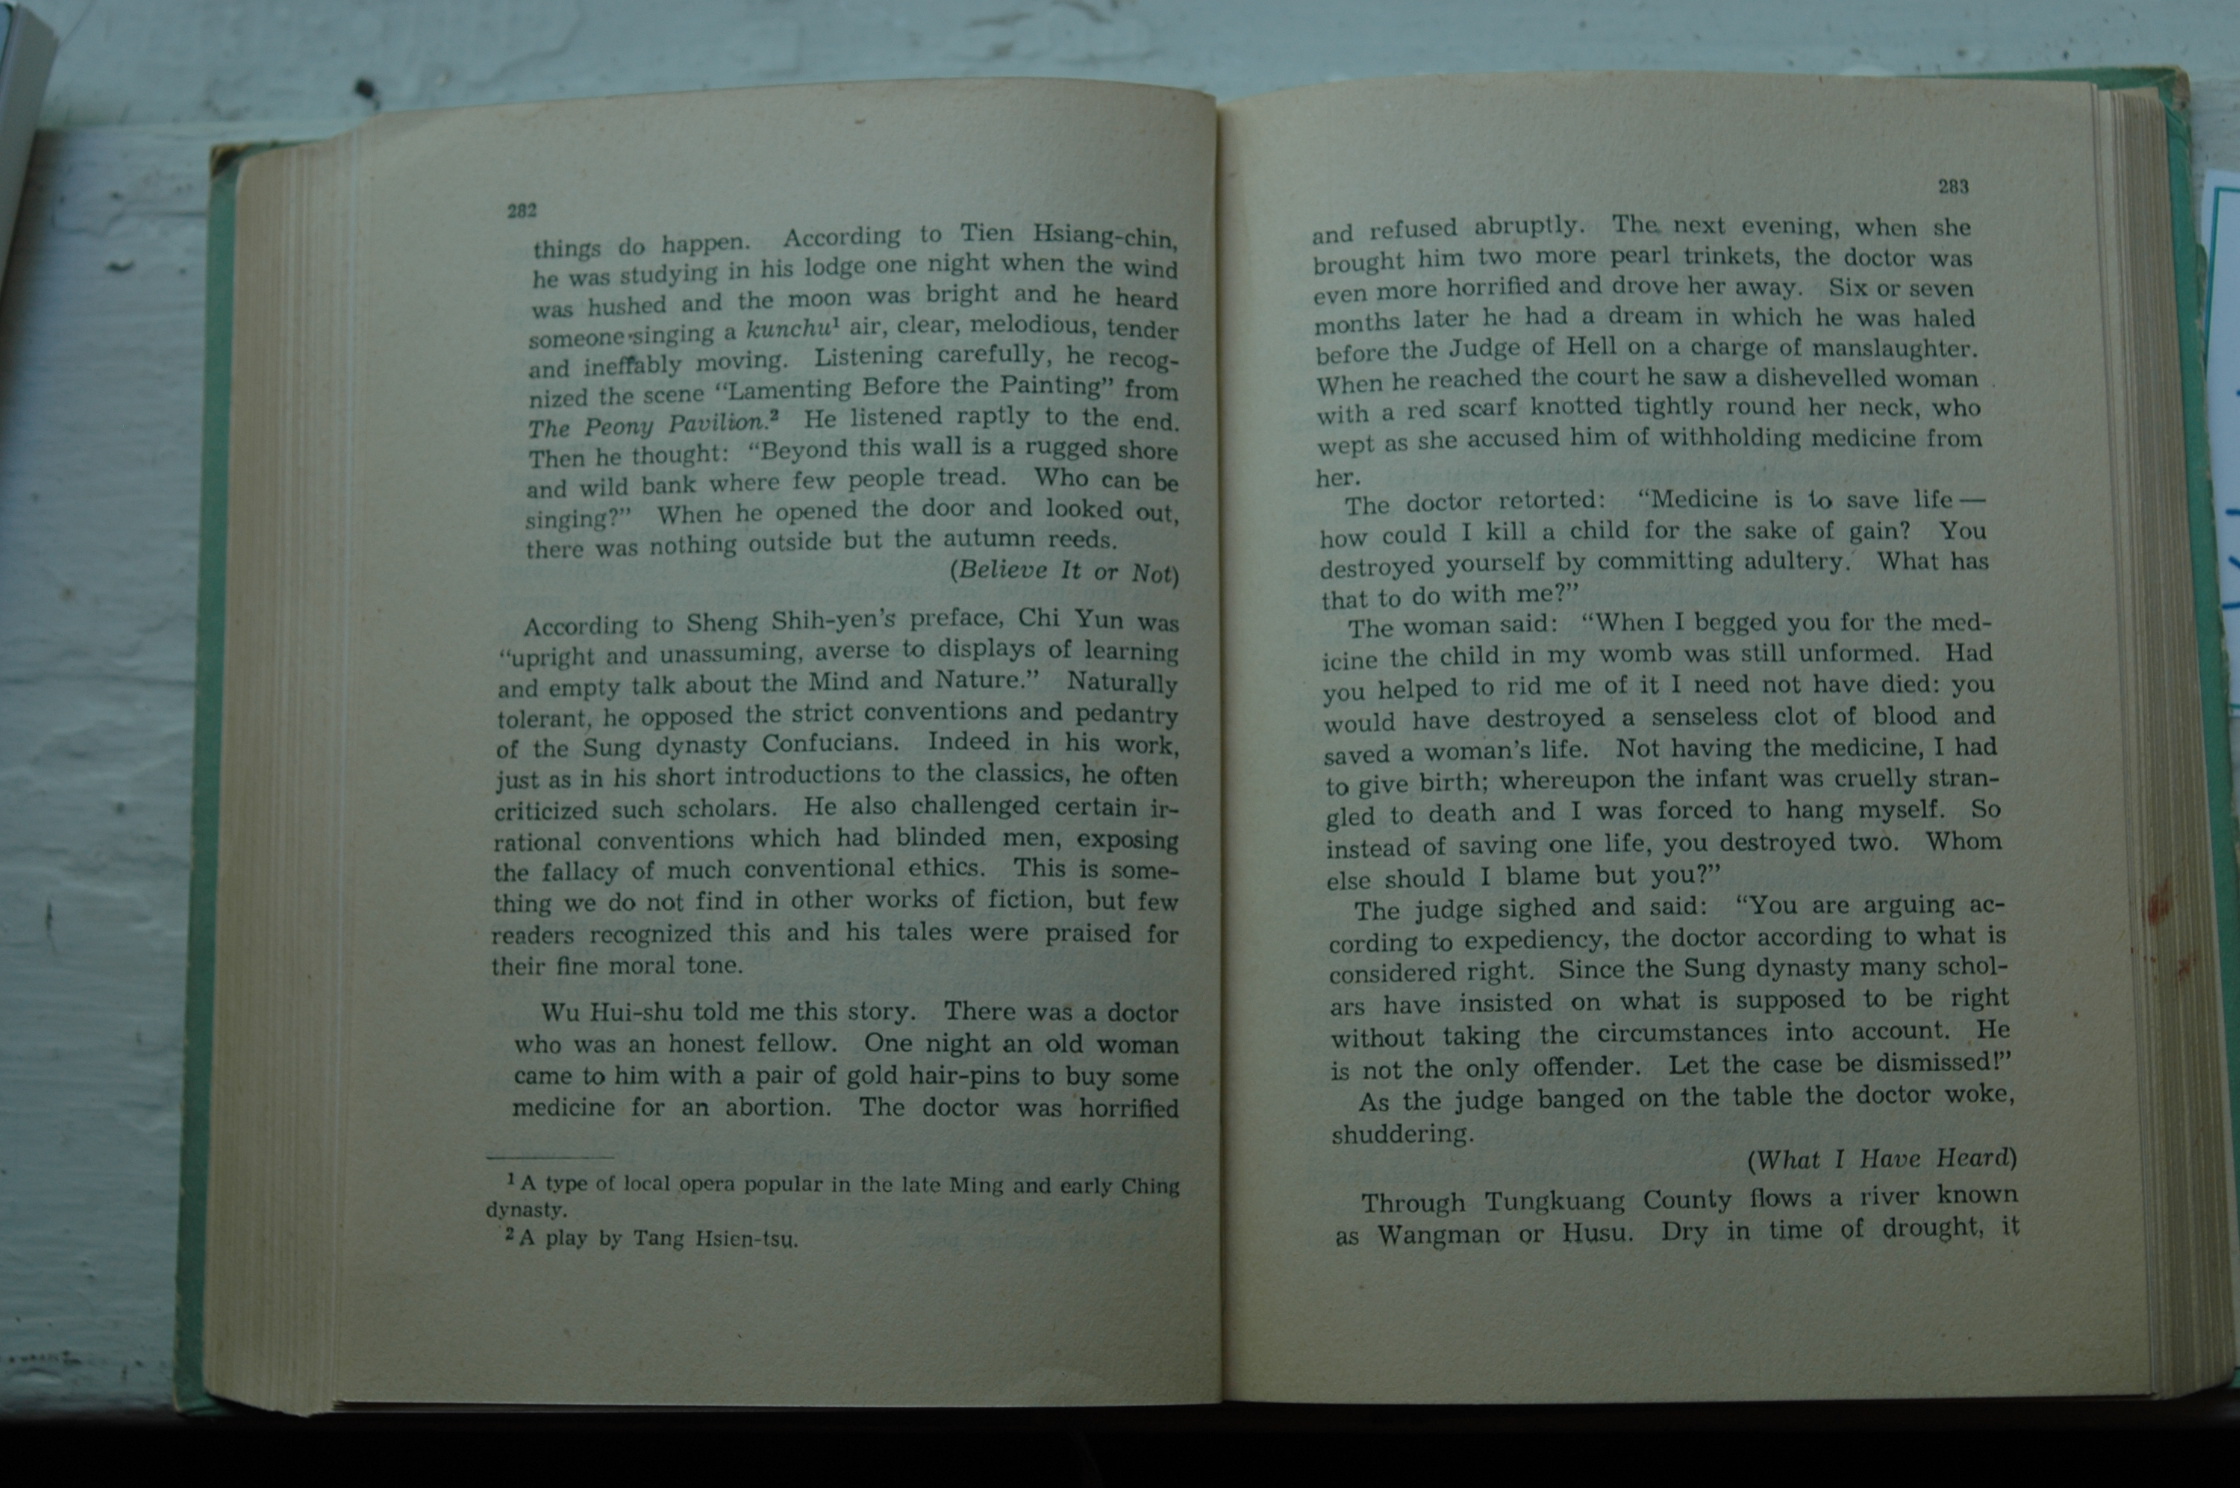 282
things do happen. According to Tien Hsiang-chin,
he was studying in his lodge one night when the wind
was hushed and the moon was bright and he heard
someone singing a kunchu¹ air, clear, melodious, tender
and ineffably moving. Listening carefully, he recog-
nized the scene “Lamenting Before the Painting” from
The Peony Pavilion.² He listened raptly to the end.
Then he thought: “Beyond this wall is a rugged shore
and wild bank where few people tread. Who can be
singing?” When he opened the door and looked out,
there was nothing outside but the autumn reeds.
(Believe It or Not)
According to Sheng Shih-yen’s preface, Chi Yun was
“upright and unassuming, averse to displays of learning
and empty talk about the Mind and Nature.” Naturally
tolerant, he opposed the strict conventions and pedantry
of the Sung dynasty Confucians. Indeed in his work,
just as in his short introductions to the classics, he often
criticized such scholars. He also challenged certain ir-
rational conventions which had blinded men, exposing
the fallacy of much conventional ethics. This is some-
thing we do not find in other works of fiction, but few
readers recognized this and his tales were praised for
their fine moral tone.
Wu Hui-shu told me this story. There was a doctor
who was an honest fellow. One night an old woman
came to him with a pair of gold hair-pins to buy some
medicine for an abortion. The doctor was horrified
¹ A type of local opera popular in the late Ming and early Ching
dynasty.
² A play by Tang Hsien-tsu.
283
and refused abruptly. The next evening, when she
brought him two more pearl trinkets, the doctor was
even more horrified and drove her away. Six or seven
months later he had a dream in which he was haled
before the Judge of Hell on a charge of manslaughter.
When he reached the court he saw a dishevelled woman
with a red scarf knotted tightly round her neck, who
wept as she accused him of withholding medicine from
her.
The doctor retorted: “Medicine is to save life —
how could I kill a child for the sake of gain? You
destroyed yourself by committing adultery. What has
that to do with me?”
The woman said: “When I begged you for the med-
icine the child in my womb was still unformed. Had
you helped to rid me of it I need not have died: you
would have destroyed a senseless clot of blood and
saved a woman’s life. Not having the medicine, I had
to give birth; whereupon the infant was cruelly stran-
gled to death and I was forced to hang myself. So
instead of saving one life, you destroyed two. Whom
else should I blame but you?”
The judge sighed and said: “You are arguing ac-
cording to expediency, the doctor according to what is
considered right. Since the Sung dynasty many schol-
ars have insisted on what is supposed to be right
without taking the circumstances into account. He
is not the only offender. Let the case be dismissed!”
As the judge banged on the table the doctor woke,
shuddering.
(What I Have Heard)
Through Tungkuang County flows a river known
as Wangman or Husu. Dry in time of drought, it